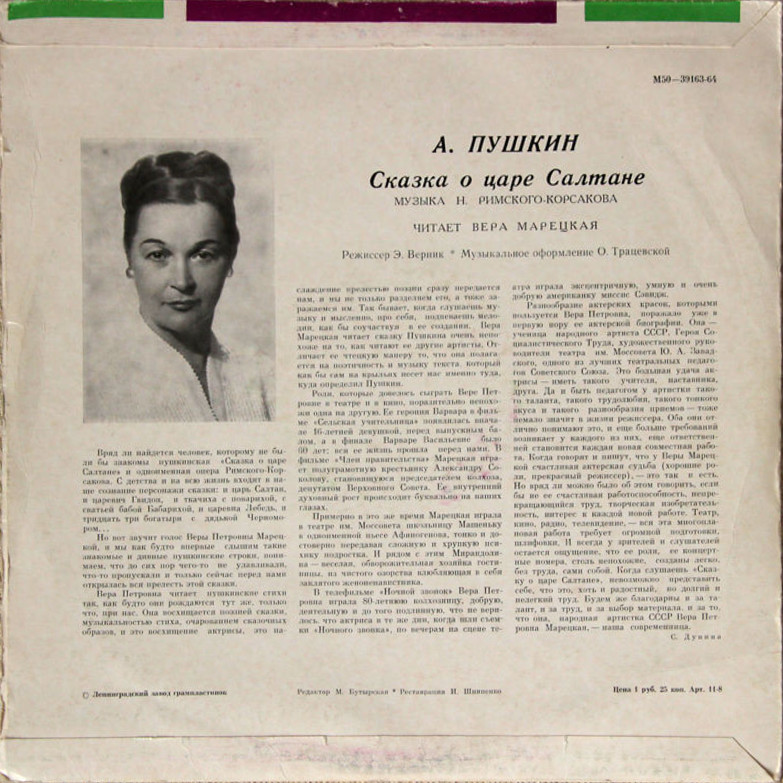 М50—39163-64
А. ПУШКИН
Сказка о царе Салтане
МУЗЫКА Н. РИМСКОГО-КОРСАКОВА
ЧИТАЕТ ВЕРА МАРЕЦКАЯ
Режиссер Э. Верник * Музыкальное оформление О. Трацевской
Вряд ли найдется человек, которому не бы-
ли бы знакомы пушкинская «Сказка о царе
Салтане» и одноименная опера Римского-Кор-
сакова. С детства и на всю жизнь входят в на-
ше сознание персонажи сказки: и царь Салтан,
и царевич Гвидон, и ткачиха с поварихой, с
сватьей бабой Бабарихой, и царевна Лебедь, и
тридцать три богатыря с дядькой Черномо-
ром...
Но вот звучит голос Веры Петровны Марец-
кой, и мы как будто впервые слышим такие
знакомые и дивные пушкинские строки, пони-
маем, что до сих пор чего-то не улавливали,
что-то пропускали и только сейчас перед нами
открылась вся прелесть этой сказки.
Вера Петровна читает пушкинские стихи
так, как будто они рождаются тут же, только
что, при нас. Она восхищается поэзией сказки,
музыкальностью стиха, очарованием сказочных
образов, и это восхищение актрисы, это на-
слаждение прелестью поэзии сразу передается
нам, и мы не только разделяем его, а тоже за-
ражаемся им. Так бывает, когда слушаешь му-
зыку и мысленно, про себя, подпеваешь мело-
дии, как бы соучаствуя в ее создании. Вера
Марецкая читает сказку Пушкина очень непо-
хоже на то, как читают ее другие артисты. От-
личает ее чтецкую манеру то, что она полага-
ется на поэтичность и музыку текста, который
как бы сам на крыльях несет нас именно туда,
куда определил Пушкин.
Роли, которые довелось сыграть Вере Пет-
ровне в театре и в кино, поразительно непохо-
жи одна на другую. Ее героиня Варвара в филь-
ме «Сельская учительница» появлялась внача-
ле 16-летней девушкой, перед выпускным ба-
лом, а в финале Варваре Васильевне было
60 лет: вся ее жизнь прошла перед нами. В
фильме «Член правительства» Марецкая игра-
ет полуграмотную крестьянку Александру Со-
колову, становящуюся председателем колхоза,
депутатом Верховного Совета. Ее внутренний
духовный рост происходит буквально на наших
глазах.
Примерно в это же время Марецкая играла
в театре им. Моссовета школьницу Машеньку
в одноименной пьесе Афиногенова, тонко и до-
стоверно передавая сложную и хрупкую пси-
хику подростка. И рядом с этим Мирандоли-
на — веселая, обворожительная хозяйка гости-
ницы, из чистого озорства влюбляющая в себя
заклятого женоненавистника.
В телефильме «Ночной звонок» Вера Пет-
ровна играла 80-летнюю колхозницу, добрую,
деятельную и до того подлинную, что не вери-
лось, что актриса в те же дни, когда шли съем-
ки «Ночного звонка», по вечерам на сцене те-
атра играла эксцентричную, умную и очень
добрую американку миссис Сэвидж.
Разнообразие актерских красок, которыми
пользуется Вера Петровна, поражало уже в
первую пору ее актерской биографии. Она —
ученица народного артиста СССР, Героя Со-
циалистического Труда, художественного руко-
водителя театра им. Моссовета Ю. А. Завад-
ского, одного из лучших театральных педаго-
гов Советского Союза. Это большая удача ак-
трисы — иметь такого учителя, наставника,
друга. Да и быть педагогом у артистки тако-
го таланта, такого трудолюбия, такого тонкого
вкуса и такого разнообразия приемов — тоже
немало значит в жизни режиссера. Оба они от-
лично понимают это, и еще больше требований
возникает у каждого из них, еще ответствен-
ней становится каждая новая совместная рабо-
та. Когда говорят и пишут, что у Веры Марец-
кой счастливая актерская судьба (хорошие ро-
ли, прекрасный режиссер), — это так и есть.
Но вряд ли можно было об этом говорить, если
бы не ее счастливая работоспособность, непре-
кращающийся труд, творческая изобретатель-
ность, интерес к каждой новой работе. Театр,
кино, радио, телевидение, — вся эта многопла-
новая работа требует огромной подготовки,
шлифовки. И всегда у зрителей и слушателей
остается ощущение, что ее роли, ее концерт-
ные номера, столь непохожие, созданы легко,
без труда, сами собой. Когда слушаешь «Сказ-
ку о царе Салтане», невозможно представить
себе, что это, хоть и радостный, но долгий и
нелегкий труд. Будем же благодарны и за та-
лант, и за труд, и за выбор материала, и за то,
что она, народная артистка СССР Вера Пет-
ровна Марецкая, — наша современница.
С. Дунина
© Ленинградский завод грампластинок
Редактор М. Бутырская * Реставрация И. Шиненко
Цена 1 руб. 25 коп. Арт. 11-8